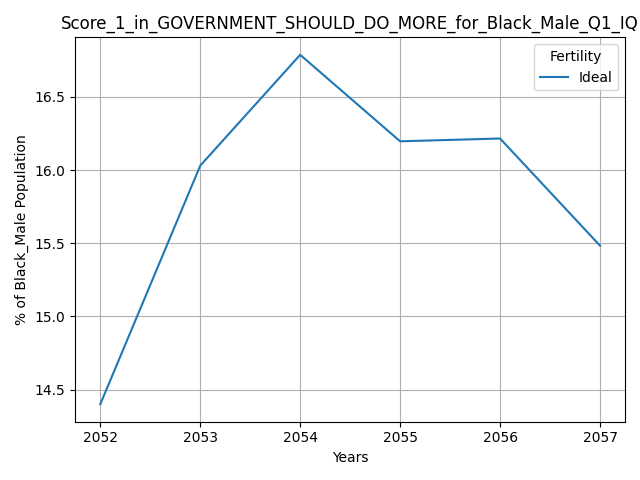 Score_1_in_GOVERNMENT_SHOULD_DO_MORE_for_Black_Male_Q1_IQ
Fertility
Ideal
% of Black_Male Population
16.5
16.0
15.5
15.0
14.5
2052 2053 2054 2055 2056 2057
Years